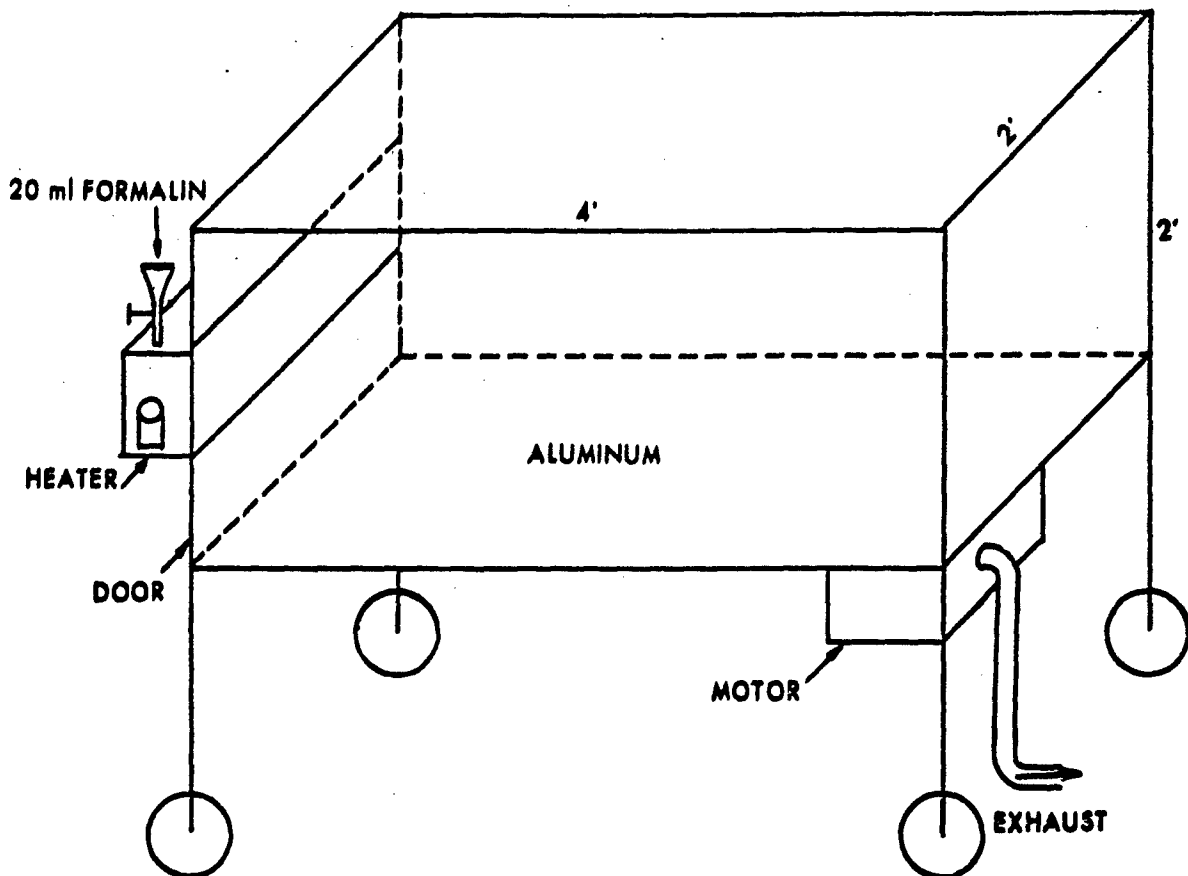 2'
20 ml FORMALIN
4'
2'
HEATER
ALUMINUM
DOOR
MOTOR
EXHAUST